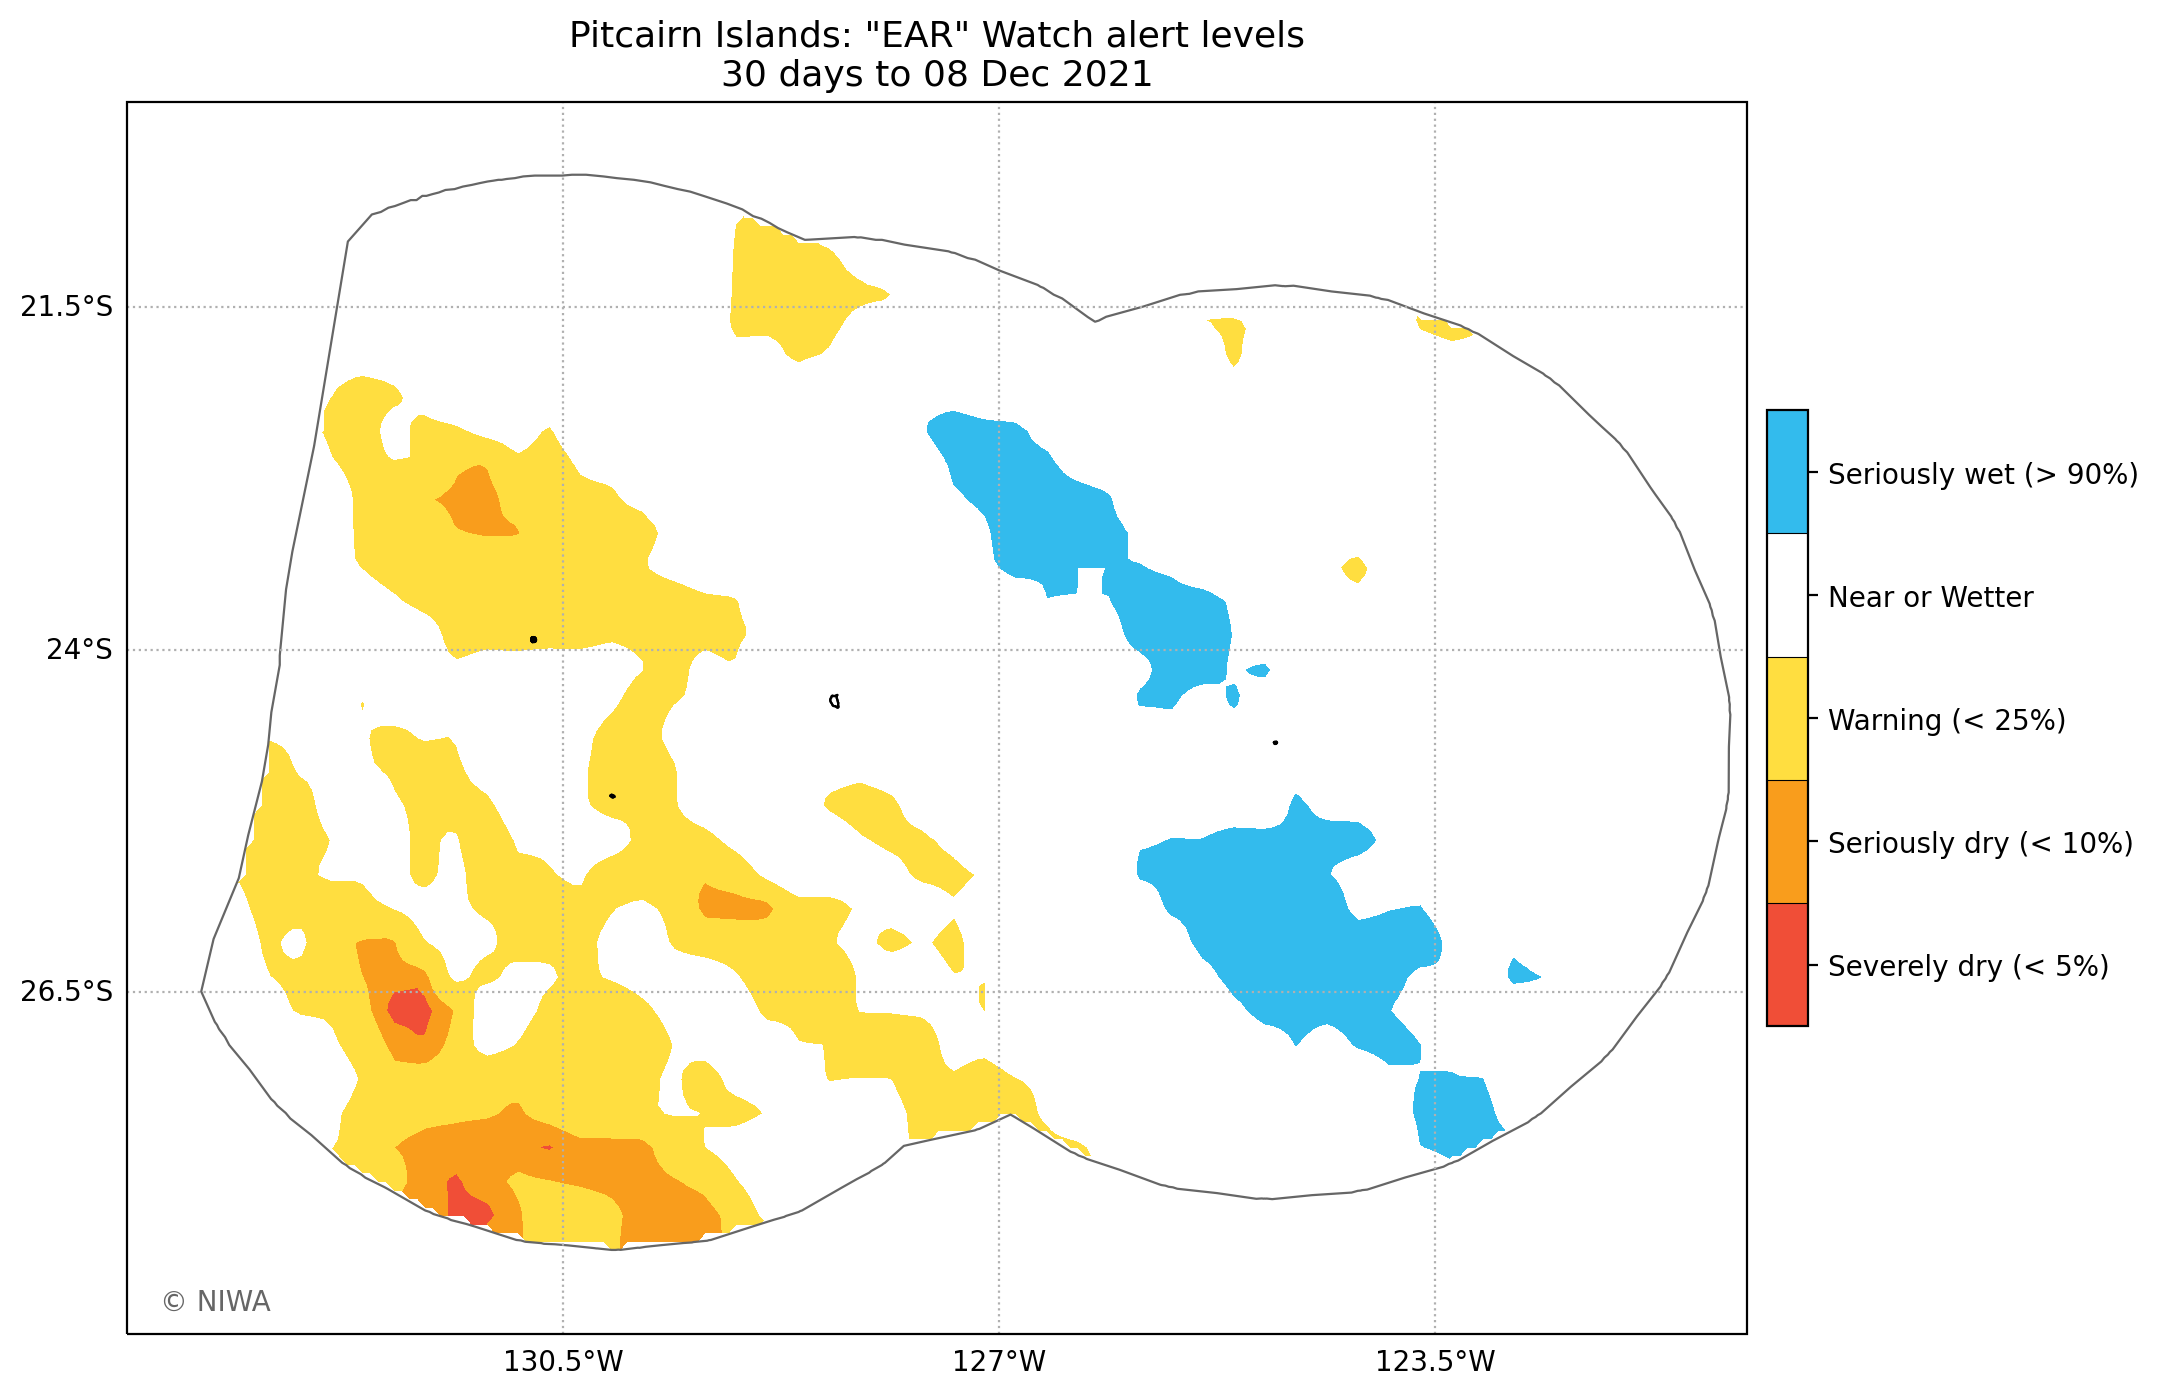 Pitcairn Islands: "EAR" Watch alert levels
30 days to 08 Dec 2021
21.5°S
24°S
26.5°S
130.5°W
127°W
123.5°W
Seriously wet (> 90%)
Near or Wetter
Warning (< 25%)
Seriously dry (< 10%)
Severely dry (< 5%)
© NIWA